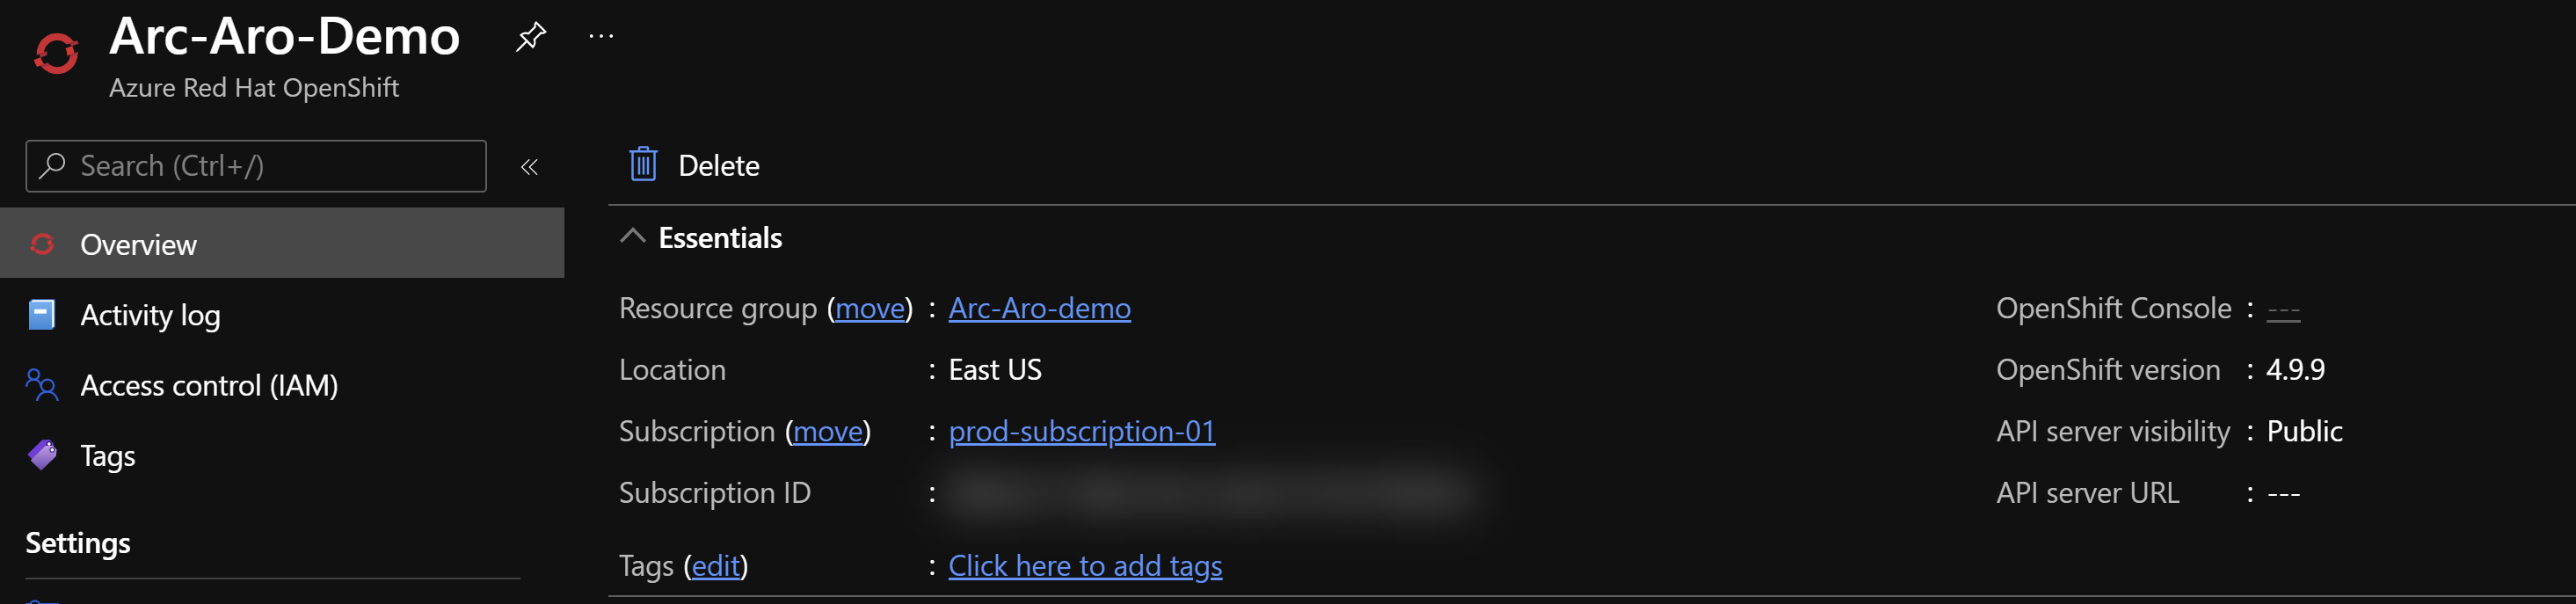 Arc-Aro-Demo ...
Azure Red Hat OpenShift
Search (Ctrl+/)
«
Overview
Activity log
Access control (IAM)
Tags
Settings
Delete
Essentials
Resource group (move) : Arc-Aro-demo
Location : East US
Subscription (move) : prod-subscription-01
Subscription ID :
Tags (edit) : Click here to add tags
OpenShift Console : ---
OpenShift version : 4.9.9
API server visibility : Public
API server URL : ---